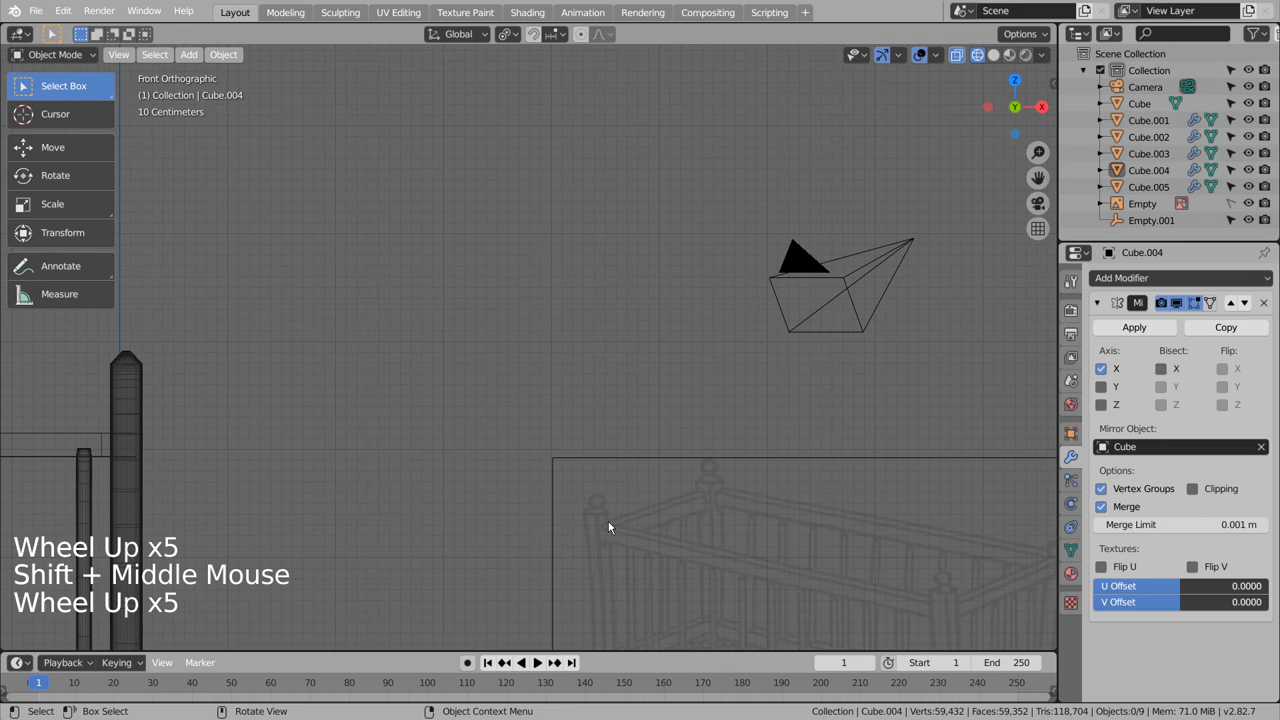 File Edit Render Window Help Layout Modeling Sculpting UV Editing Texture Paint Shading Animation Rendering Compositing Scripting + Scene View Layer
Global Options
Object Mode View Select Add Object
Select Box
Cursor
Move
Rotate
Scale
Transform
Annotate
Measure
Front Orthographic
(1) Collection | Cube.004
10 Centimeters
Z
Y
X
Wheel Up x5
Shift + Middle Mouse
Wheel Up x5
Scene Collection
Collection
Camera
Cube
Cube.001
Cube.002
Cube.003
Cube.004
Cube.005
Empty
Empty.001
Cube.004
Add Modifier
Mi
Apply Copy
Axis: Bisect: Flip:
X X X
Y Y Y
Z Z Z
Mirror Object:
Cube
Options:
Vertex Groups Clipping
Merge
Merge Limit 0.001 m
Textures:
Flip U Flip V
U Offset 0.0000
V Offset 0.0000
Playback Keying View Marker 1 Start 1 End 250
1 10 20 30 40 50 60 70 80 90 100 110 120 130 140 150 160 170 180 190 200 210 220 230 240 250
Select Box Select Rotate View Object Context Menu Collection | Cube.004 | Verts:59,432 | Faces:59,352 | Tris:118,704 | Objects:0/9 | Mem: 71.0 MiB | v2.82.7